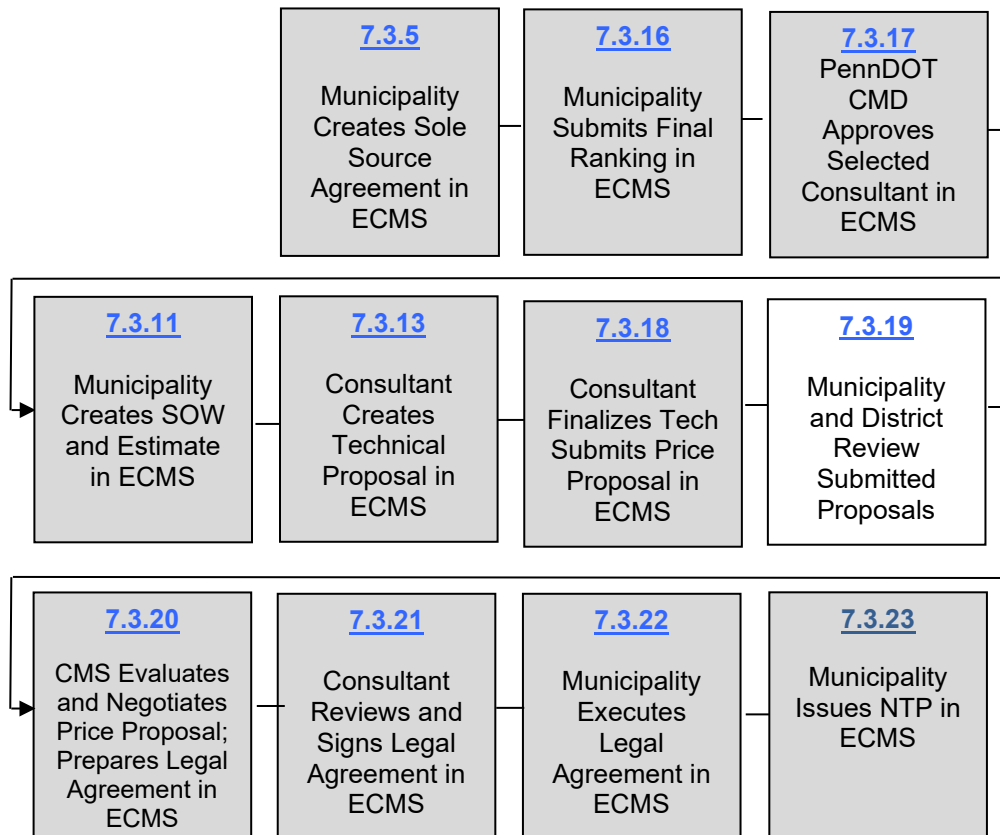 7.3.5
Municipality
Creates Sole
Source
Agreement in
ECMS
7.3.16
Municipality
Submits Final
Ranking in
ECMS
7.3.17
PennDOT
CMD
Approves
Selected
Consultant in
ECMS
7.3.11
Municipality
Creates SOW
and Estimate
in ECMS
7.3.13
Consultant
Creates
Technical
Proposal in
ECMS
7.3.18
Consultant
Finalizes Tech
Submits Price
Proposal in
ECMS
7.3.19
Municipality
and District
Review
Submitted
Proposals
7.3.20
CMS Evaluates
and Negotiates
Price Proposal;
Prepares Legal
Agreement in
ECMS
7.3.21
Consultant
Reviews and
Signs Legal
Agreement in
ECMS
7.3.22
Municipality
Executes
Legal
Agreement in
ECMS
7.3.23
Municipality
Issues NTP in
ECMS